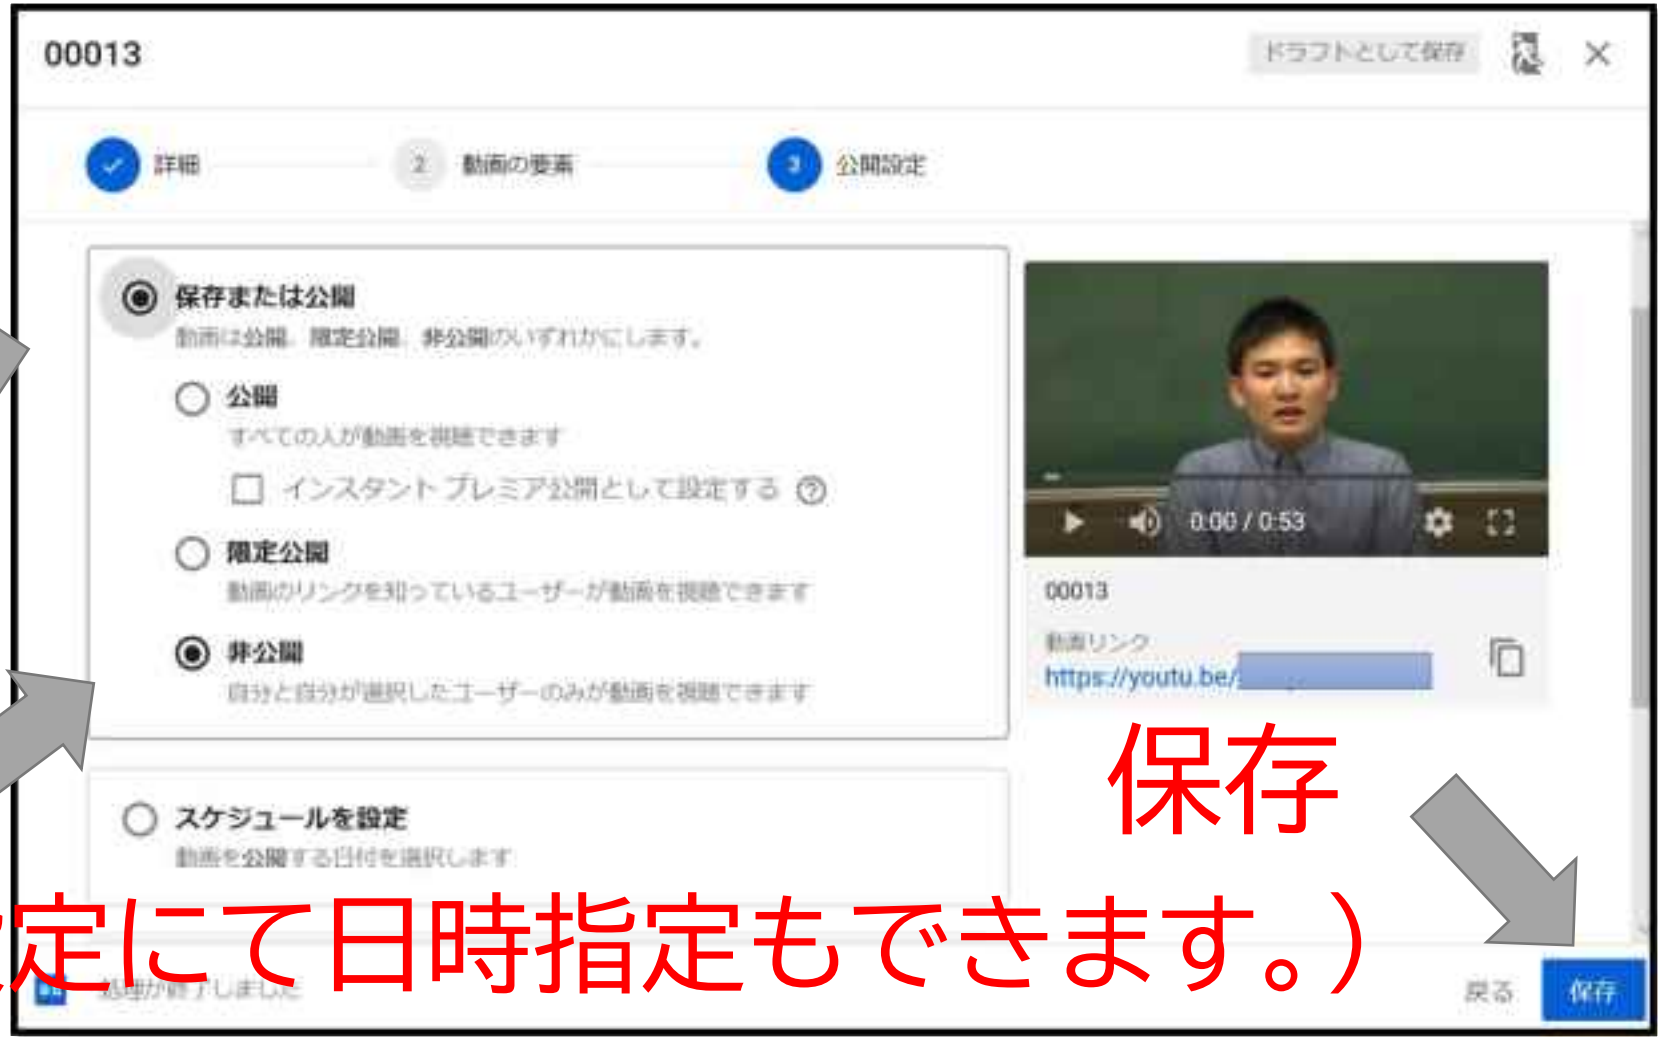 00013
ドラフトとして保存
詳細
2 動画の要素
3 公開設定
保存または公開
動画は公開、限定公開、非公開のいずれかにします。
公開
すべての人が動画を視聴できます
インスタント プレミア公開として設定する ?
限定公開
動画のリンクを知っているユーザーが動画を視聴できます
非公開
自分と自分が選択したユーザーのみが動画を視聴できます
スケジュールを設定
動画を公開する日付を選択します
0:00 / 0:53
00013
動画リンク
https://youtu.be/
保存
定にて日時指定もできます。）
処理が終了しました
戻る
保存